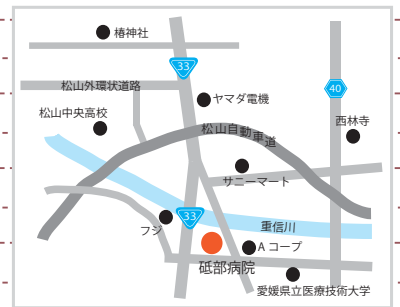 椿神社
33
松山外環状道路
40
ヤマダ電機
松山中央高校
松山自動車道
西林寺
サニーマート
33
フジ
重信川
Aコープ
砥部病院
愛媛県立医療技術大学